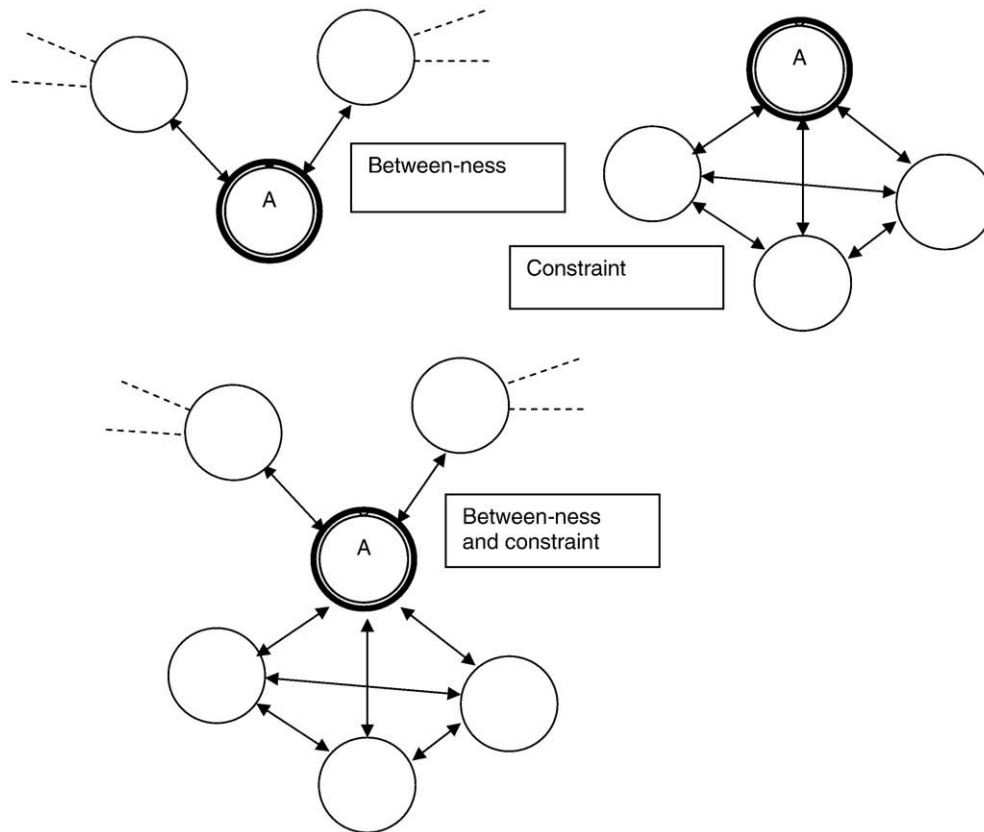 A
Between-ness
A
Constraint
A
Between-ness
and constraint